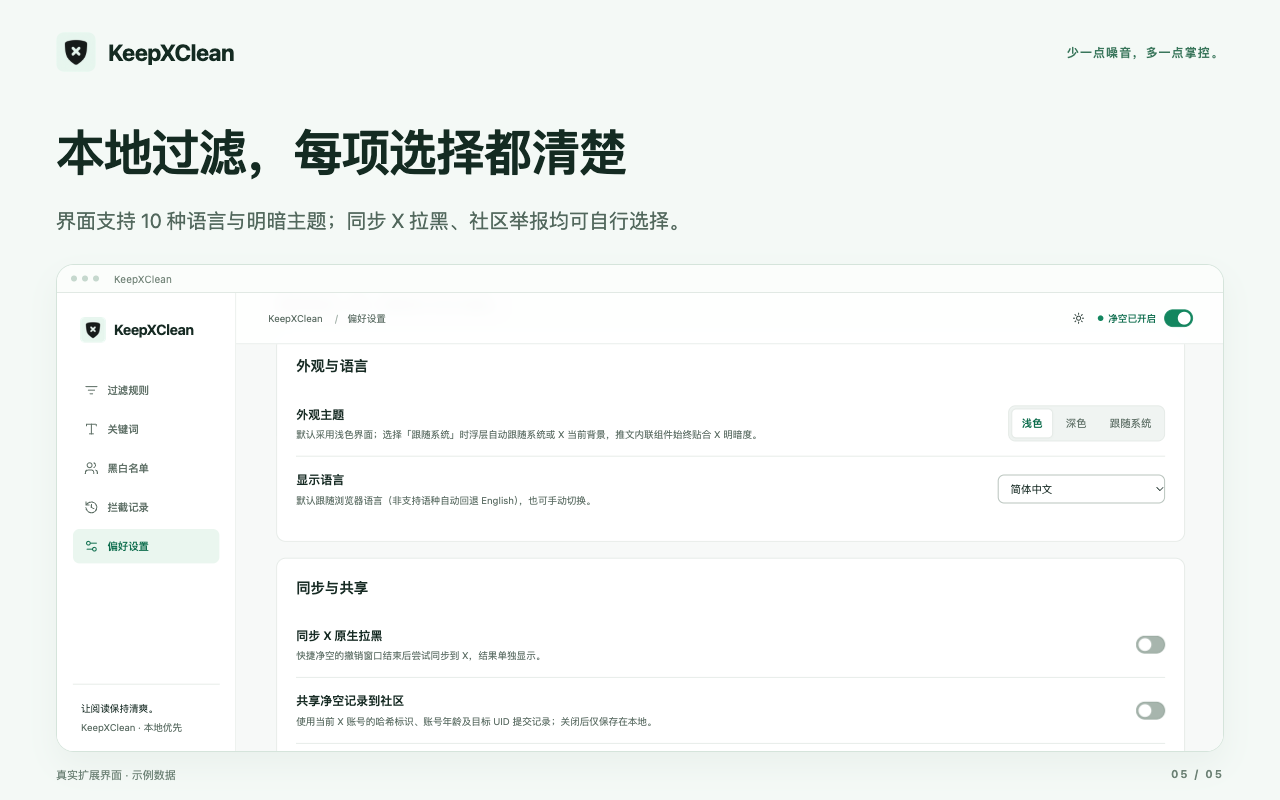 KeepXClean
少一点噪音，多一点掌控。
本地过滤，每项选择都清楚
界面支持 10 种语言与明暗主题；同步 X 拉黑、社区举报均可自行选择。
KeepXClean
KeepXClean
KeepXClean / 偏好设置
净空已开启
过滤规则
关键词
黑白名单
拦截记录
偏好设置
让阅读保持清爽。
KeepXClean · 本地优先
外观与语言
外观主题
默认采用浅色界面；选择「跟随系统」时浮层自动跟随系统或 X 当前背景，推文内联组件始终贴合 X 明暗度。
浅色 深色 跟随系统
显示语言
默认跟随浏览器语言（非支持语种自动回退 English），也可手动切换。
简体中文
同步与共享
同步 X 原生拉黑
快捷净空的撤销窗口结束后尝试同步到 X，结果单独显示。
共享净空记录到社区
使用当前 X 账号的哈希标识、账号年龄及目标 UID 提交记录；关闭后仅保存在本地。
真实扩展界面 · 示例数据
05 / 05